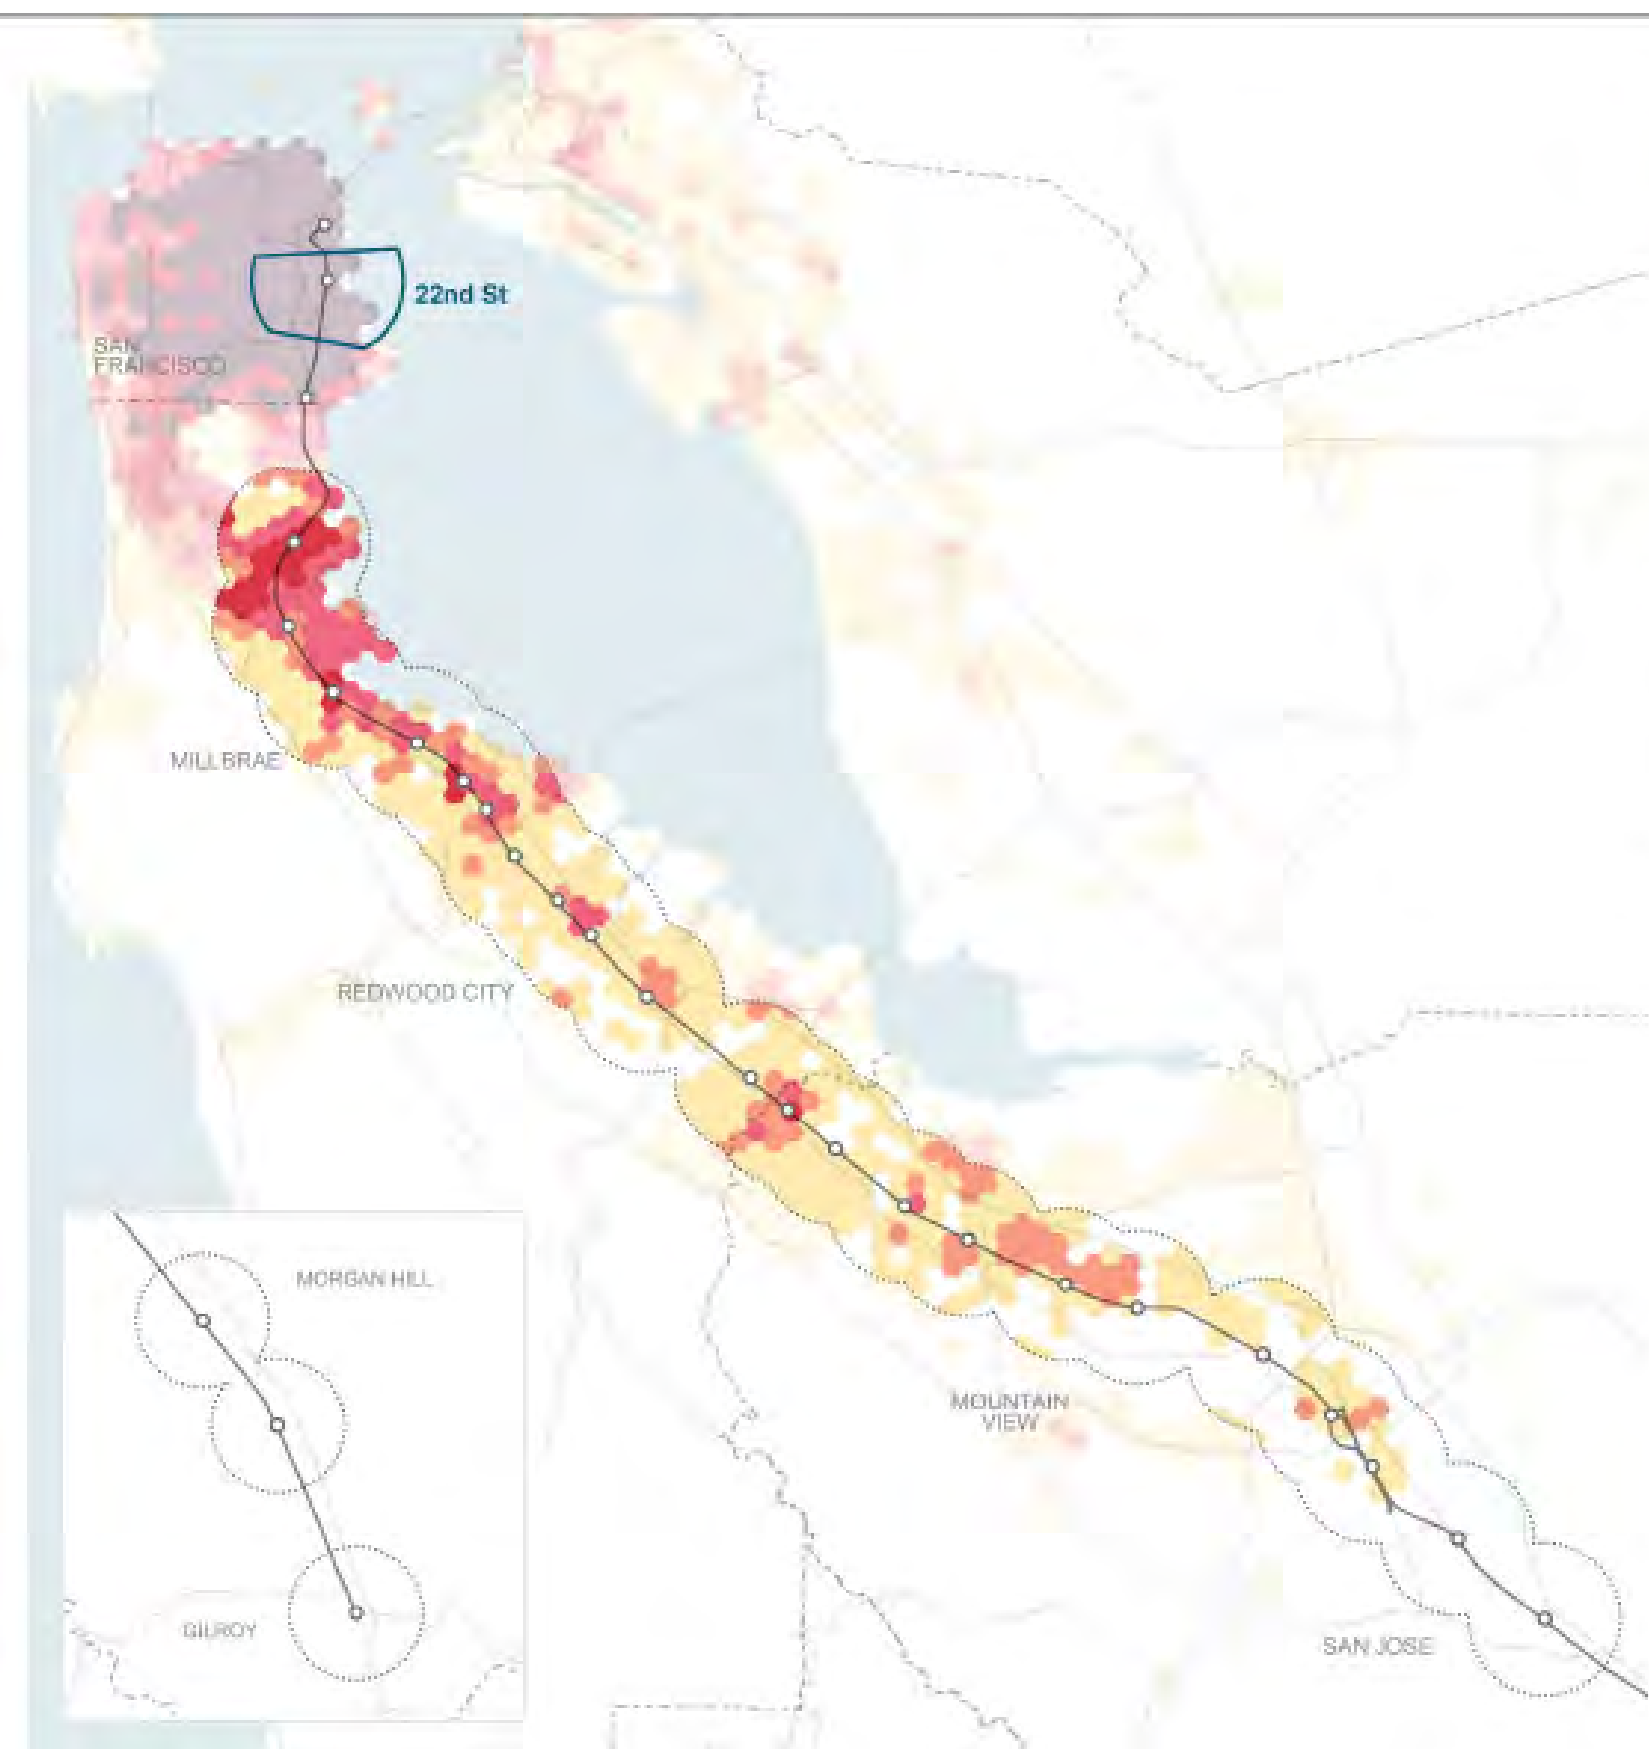 22nd St
SAN
FRANCISCO
MILLBRAE
REDWOOD CITY
MORGAN HILL
MOUNTAIN
VIEW
GILROY
SAN JOSE